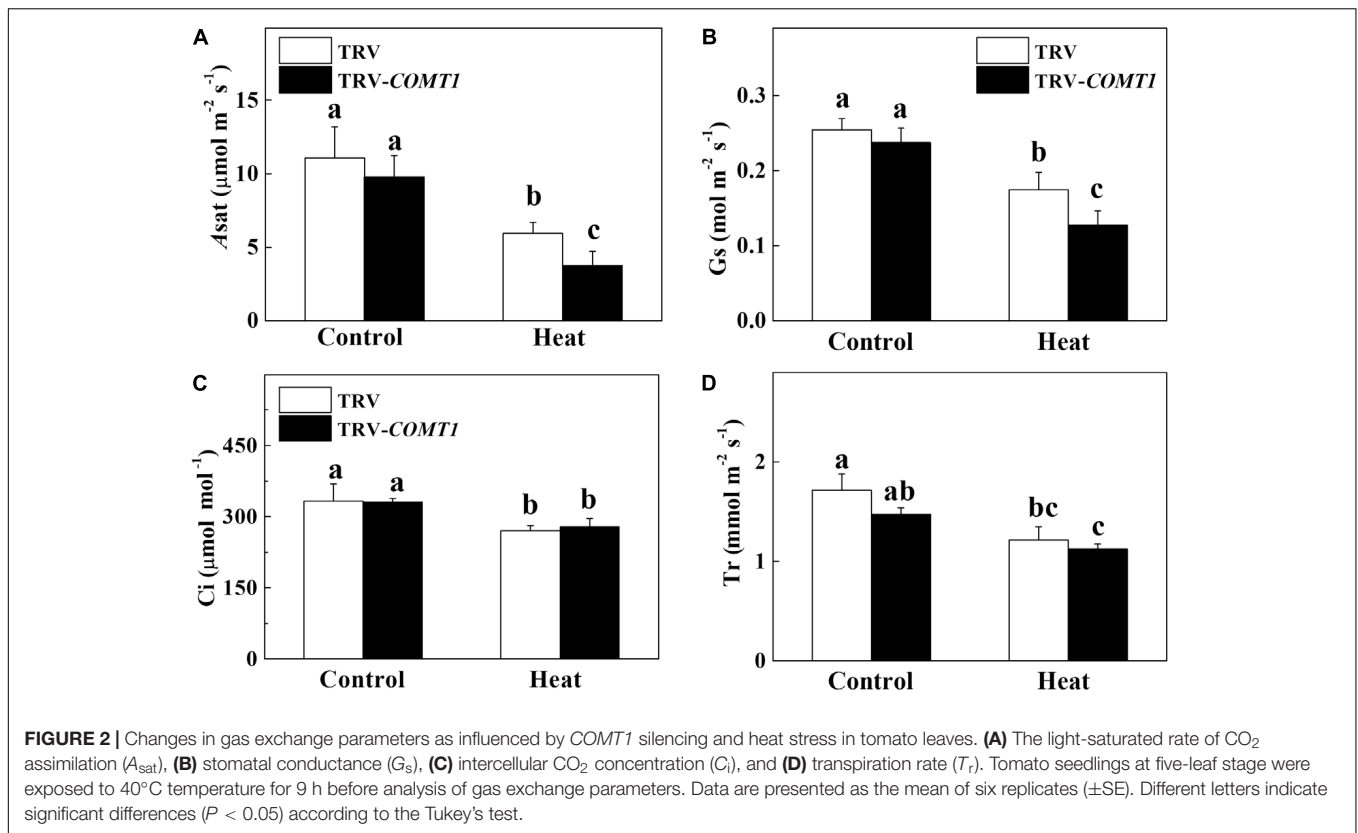 A
TRV
TRV-COMT1
Asat (μmol m⁻² s⁻¹)
15
10
5
0
a
a
b
c
Control
Heat
B
TRV
TRV-COMT1
Gs (mol m⁻² s⁻¹)
0.3
0.2
0.1
0.0
a
a
b
c
Control
Heat
C
TRV
TRV-COMT1
Ci (μmol mol⁻¹)
450
300
150
0
a
a
b
b
Control
Heat
D
Tr (mmol m⁻² s⁻¹)
2
1
0
a
ab
bc
c
Control
Heat
FIGURE 2 | Changes in gas exchange parameters as influenced by COMT1 silencing and heat stress in tomato leaves. (A) The light-saturated rate of CO₂
assimilation (Asat), (B) stomatal conductance (Gs), (C) intercellular CO₂ concentration (Ci), and (D) transpiration rate (Tr). Tomato seedlings at five-leaf stage were
exposed to 40°C temperature for 9 h before analysis of gas exchange parameters. Data are presented as the mean of six replicates (±SE). Different letters indicate
significant differences (P < 0.05) according to the Tukey's test.